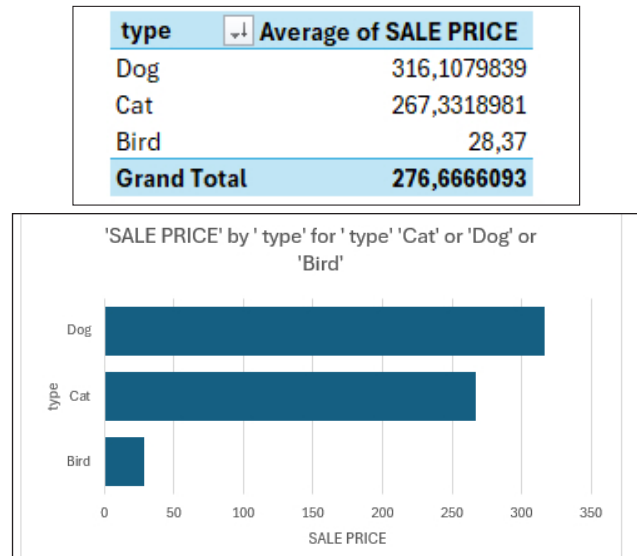 type Average of SALE PRICE
Dog 316,1079839
Cat 267,3318981
Bird 28,37
Grand Total 276,6666093
'SALE PRICE' by ' type' for ' type' 'Cat' or 'Dog' or
'Bird'
Dog
type
Cat
Bird
0 50 100 150 200 250 300 350
SALE PRICE